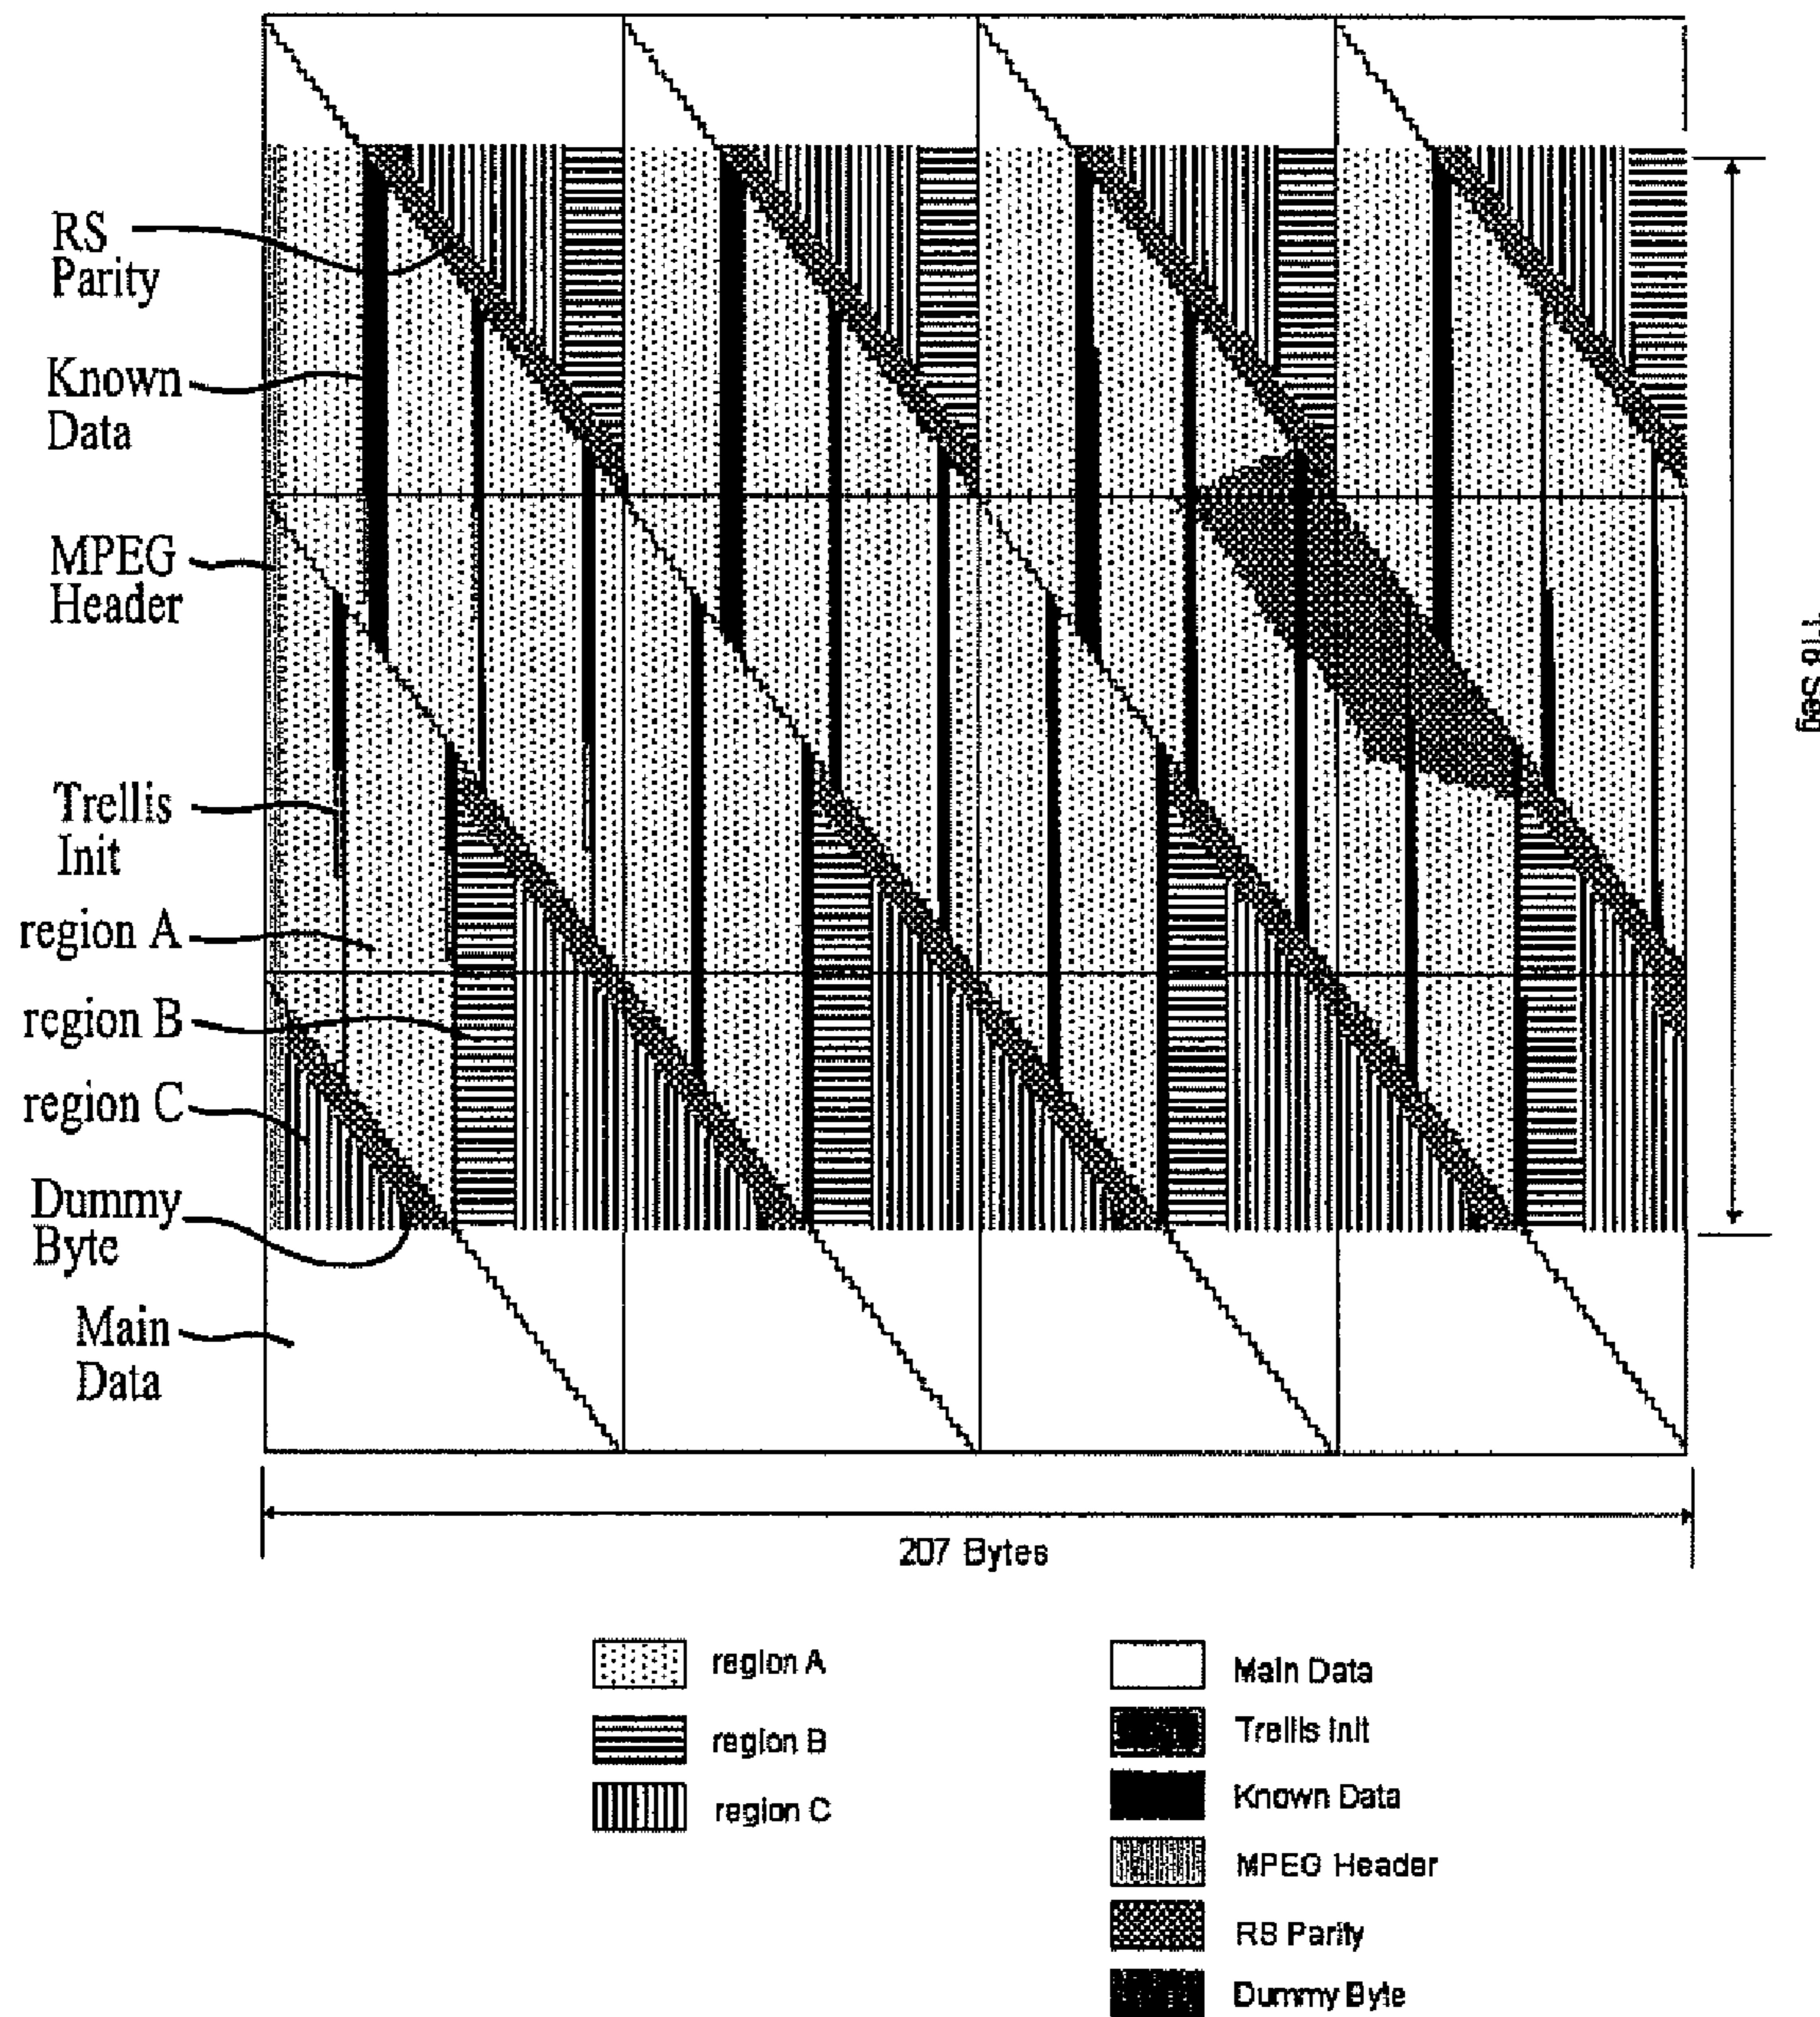 RS
Parity
Known
Data
MPEG
Header
Trellis
Init
region A
region B
region C
Dummy
Byte
Main
Data
207 Bytes
region A
region B
region C
Main Data
Trellis Init
Known Data
MPEG Header
RS Parity
Dummy Byte